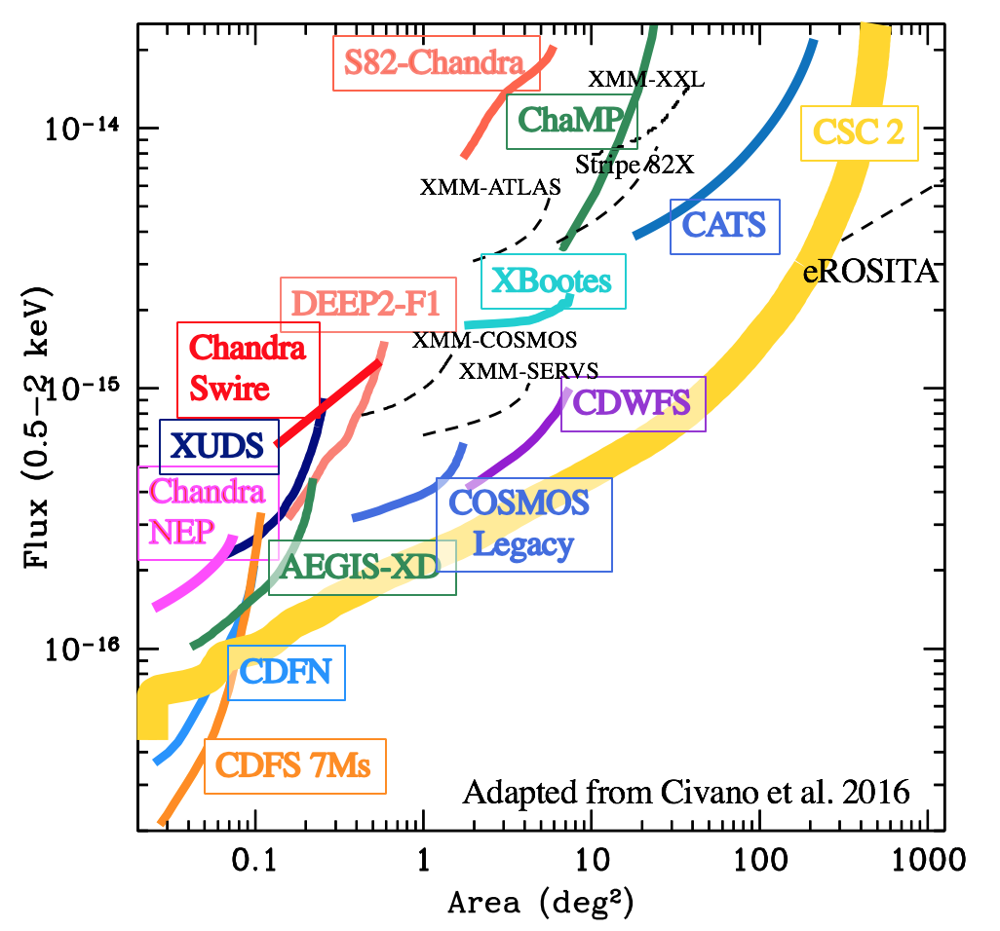 S82-Chandra
XMM-XXL
ChaMP
CSC 2
10⁻¹⁴
Stripe 82X
XMM-ATLAS
CATS
eROSITA
XBootes
DEEP2-F1
XMM-COSMOS
Chandra
Swire
XMM-SERVS
10⁻¹⁵
CDWFS
XUDS
Chandra
NEP
COSMOS
Legacy
AEGIS-XD
10⁻¹⁶
CDFN
CDFS 7Ms
Adapted from Civano et al. 2016
Flux (0.5–2 keV)
0.1 1 10 100 1000
Area (deg²)